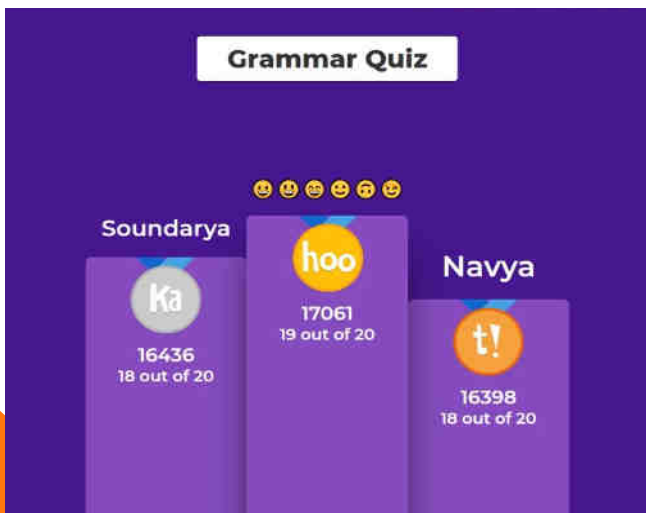 Grammar Quiz
😀😃😄🙂🙃😉
Soundarya
hoo
Navya
Ka
17061
19 out of 20
t!
16436
18 out of 20
16398
18 out of 20